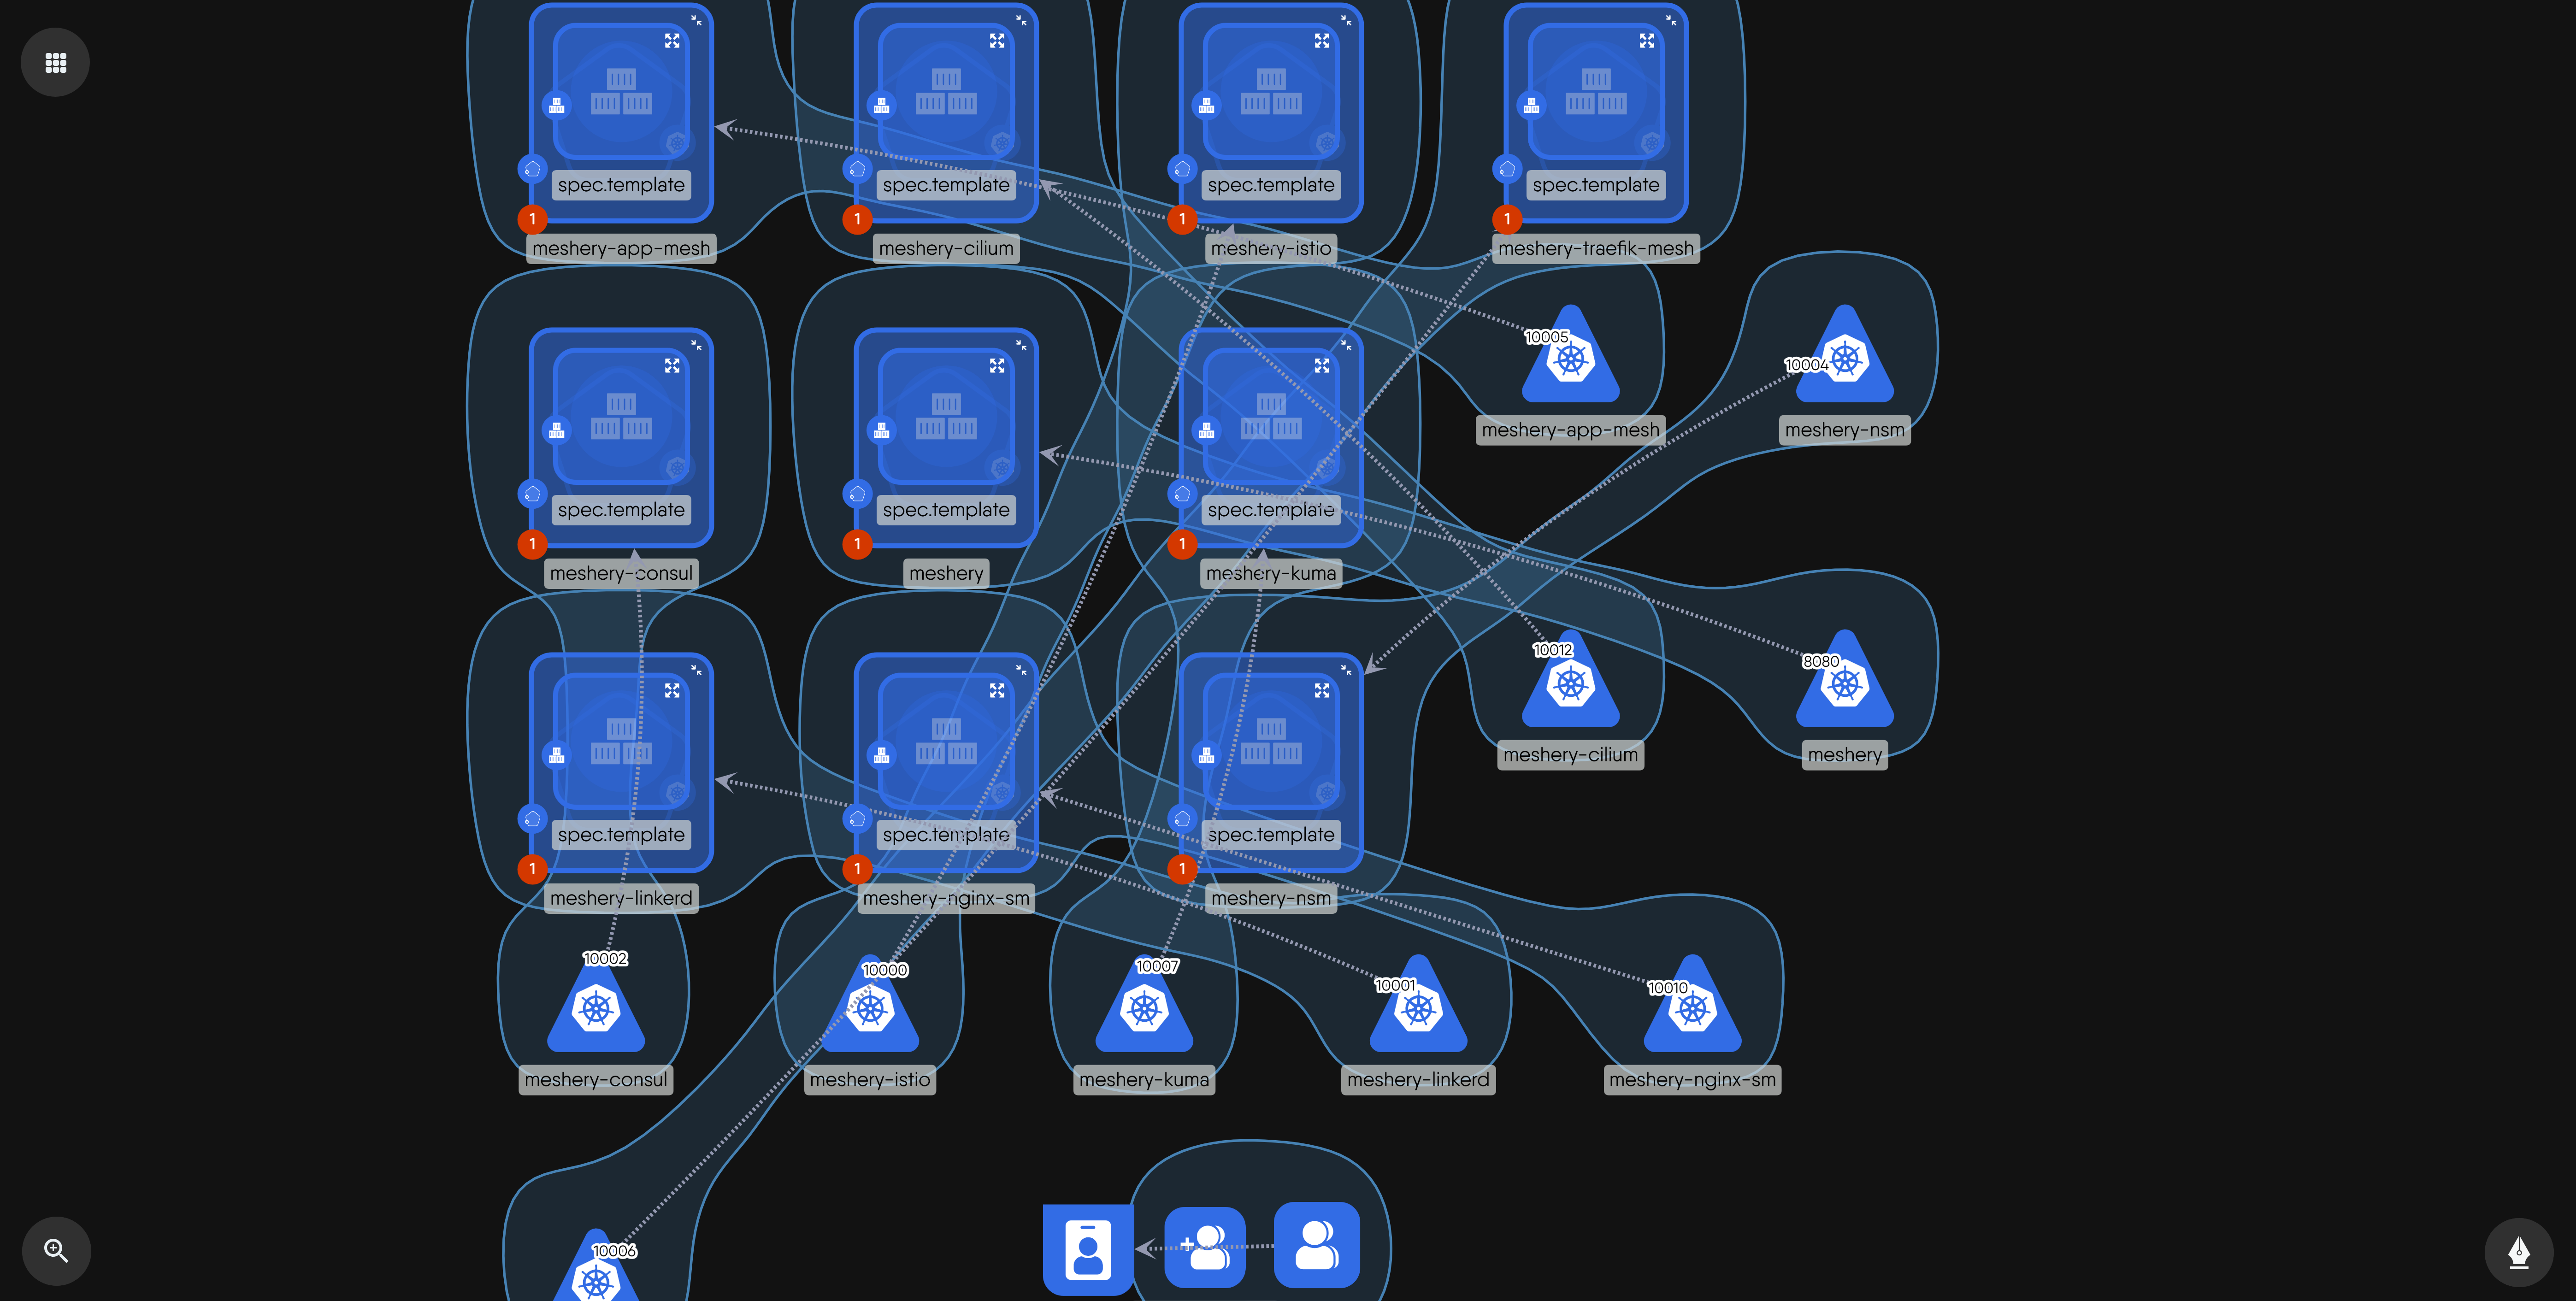 spec.template
spec.template
spec.template
spec.template
1
1
1
1
meshery-app-mesh
meshery-cilium
meshery-istio
meshery-traefik-mesh
10005
10004
meshery-app-mesh
meshery-nsm
spec.template
spec.template
spec.template
1
1
1
meshery-consul
meshery
meshery-kuma
10012
8080
meshery-cilium
meshery
spec.template
spec.template
spec.template
1
1
1
meshery-linkerd
meshery-nginx-sm
meshery-nsm
10002
10000
10007
10001
10010
meshery-consul
meshery-istio
meshery-kuma
meshery-linkerd
meshery-nginx-sm
10006